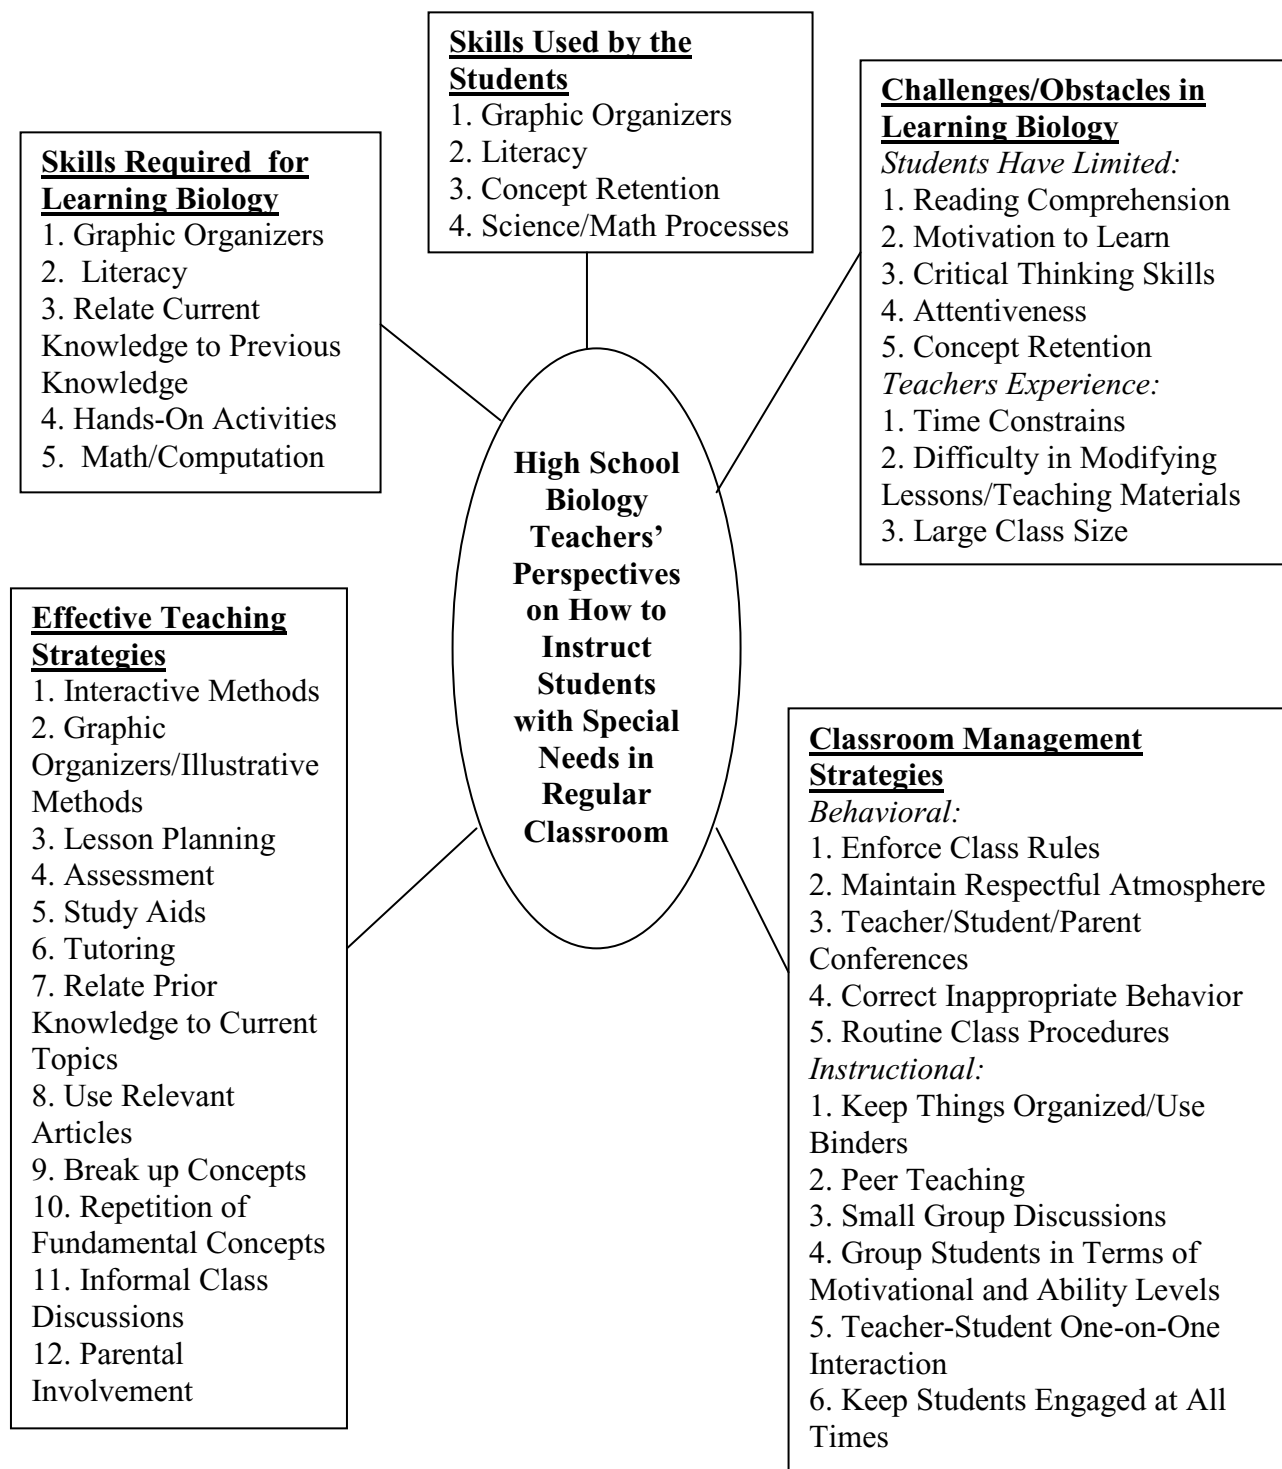 Skills Used by the
Students
1. Graphic Organizers
2. Literacy
3. Concept Retention
4. Science/Math Processes
Challenges/Obstacles in
Learning Biology
Students Have Limited:
1. Reading Comprehension
2. Motivation to Learn
3. Critical Thinking Skills
4. Attentiveness
5. Concept Retention
Teachers Experience:
1. Time Constrains
2. Difficulty in Modifying
Lessons/Teaching Materials
3. Large Class Size
Skills Required for
Learning Biology
1. Graphic Organizers
2. Literacy
3. Relate Current
Knowledge to Previous
Knowledge
4. Hands-On Activities
5. Math/Computation
High School
Biology
Teachers’
Perspectives
on How to
Instruct
Students
with Special
Needs in
Regular
Classroom
Effective Teaching
Strategies
1. Interactive Methods
2. Graphic
Organizers/Illustrative
Methods
3. Lesson Planning
4. Assessment
5. Study Aids
6. Tutoring
7. Relate Prior
Knowledge to Current
Topics
8. Use Relevant
Articles
9. Break up Concepts
10. Repetition of
Fundamental Concepts
11. Informal Class
Discussions
12. Parental
Involvement
Classroom Management
Strategies
Behavioral:
1. Enforce Class Rules
2. Maintain Respectful Atmosphere
3. Teacher/Student/Parent
Conferences
4. Correct Inappropriate Behavior
5. Routine Class Procedures
Instructional:
1. Keep Things Organized/Use
Binders
2. Peer Teaching
3. Small Group Discussions
4. Group Students in Terms of
Motivational and Ability Levels
5. Teacher-Student One-on-One
Interaction
6. Keep Students Engaged at All
Times